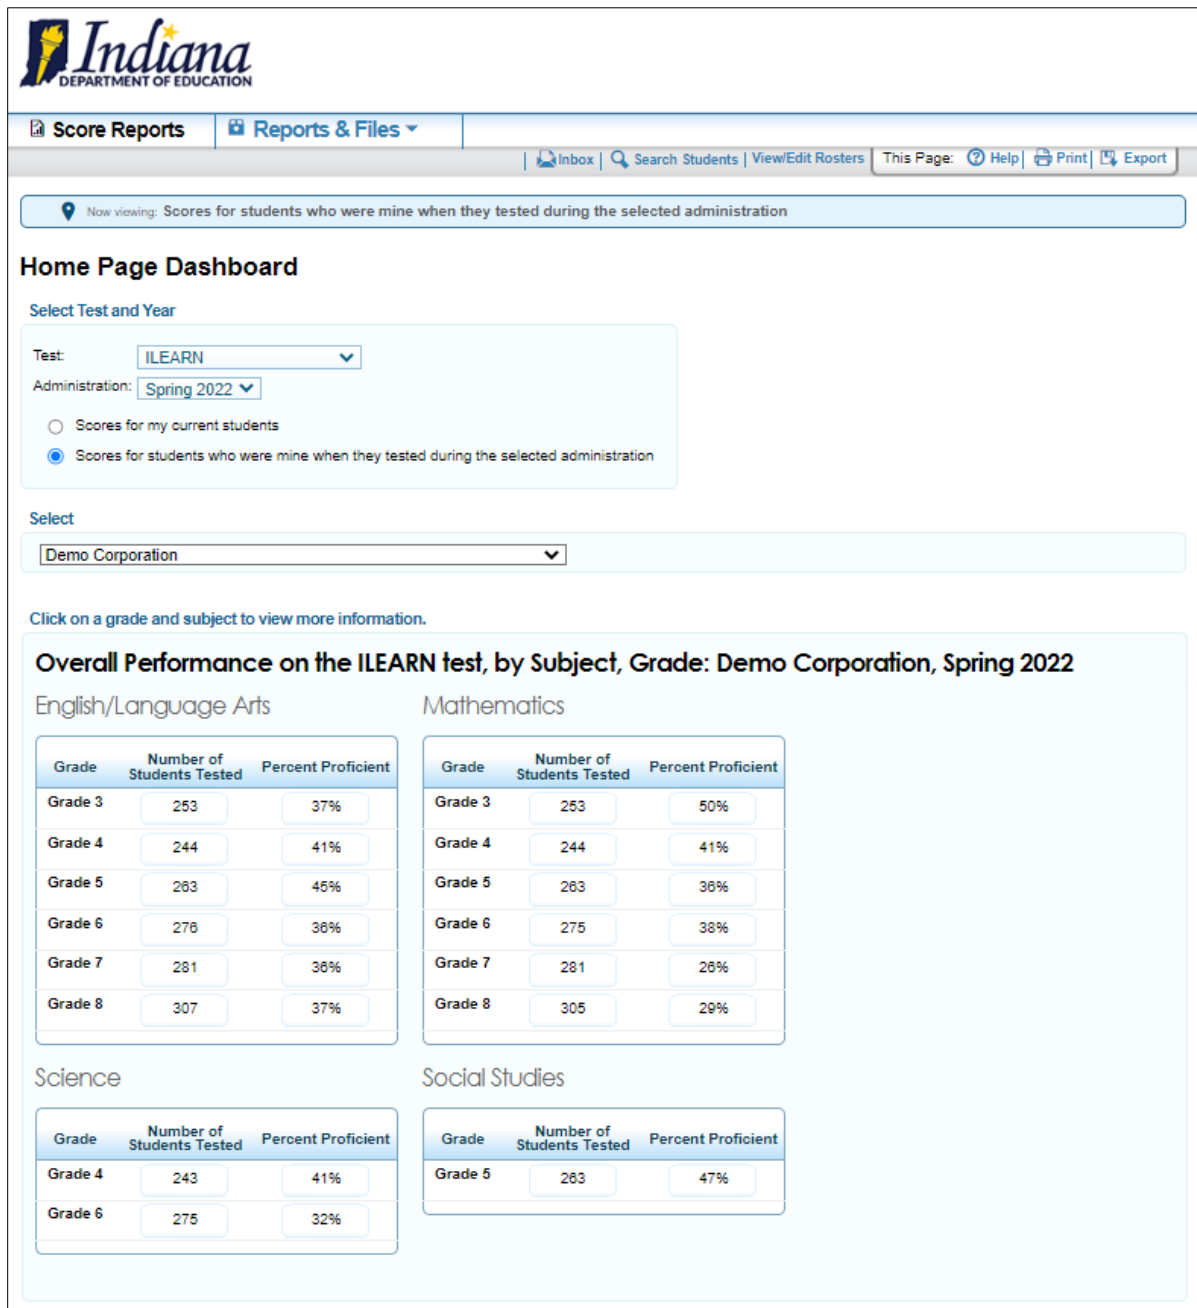 Indiana
DEPARTMENT OF EDUCATION
Score Reports Reports & Files
| Inbox | Search Students | View/Edit Rosters This Page: Help | Print | Export
Now viewing: Scores for students who were mine when they tested during the selected administration
Home Page Dashboard
Select Test and Year
Test: ILEARN
Administration: Spring 2022
Scores for my current students
Scores for students who were mine when they tested during the selected administration
Select
Demo Corporation
Click on a grade and subject to view more information.
Overall Performance on the ILEARN test, by Subject, Grade: Demo Corporation, Spring 2022
English/Language Arts
Grade Number of Students Tested Percent Proficient
Grade 3 253 37%
Grade 4 244 41%
Grade 5 263 45%
Grade 6 276 36%
Grade 7 281 36%
Grade 8 307 37%
Mathematics
Grade Number of Students Tested Percent Proficient
Grade 3 253 50%
Grade 4 244 41%
Grade 5 263 36%
Grade 6 275 38%
Grade 7 281 26%
Grade 8 305 29%
Science
Grade Number of Students Tested Percent Proficient
Grade 4 243 41%
Grade 6 275 32%
Social Studies
Grade Number of Students Tested Percent Proficient
Grade 5 263 47%